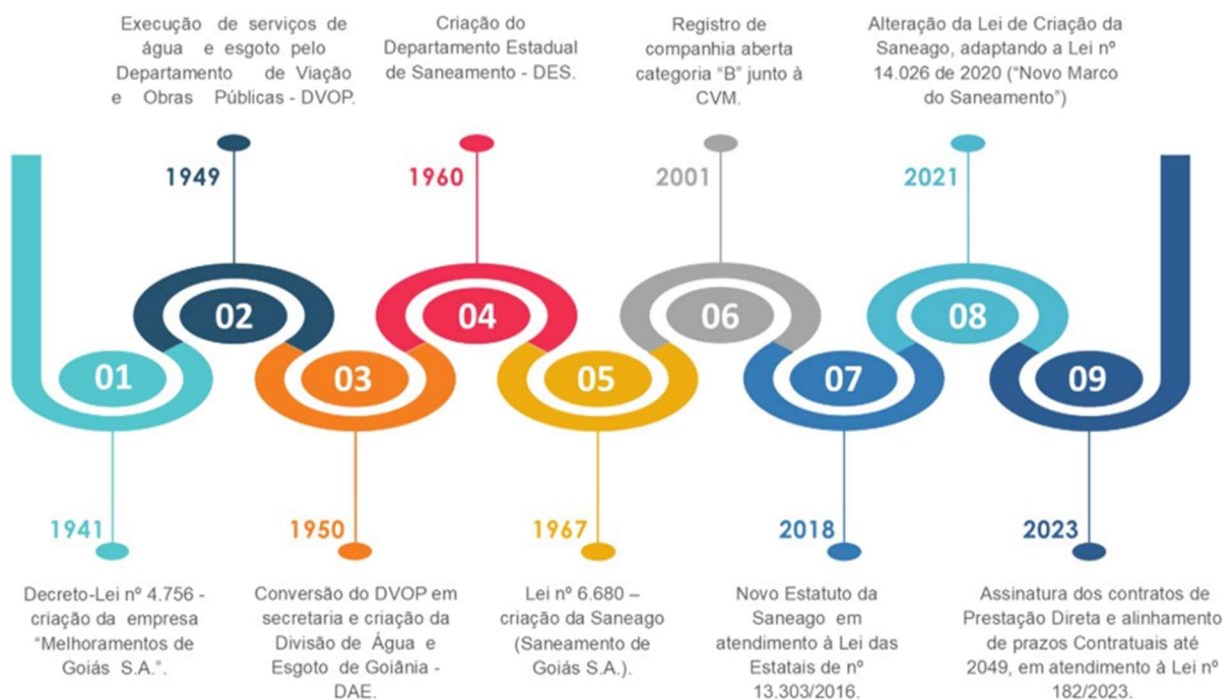 Execução de serviços de
água e esgoto pelo
Departamento de Viação
e Obras Públicas - DVOP.
Criação do
Departamento Estadual
de Saneamento - DES.
Registro de
companhia aberta
categoria "B" junto à
CVM.
Alteração da Lei de Criação da
Saneago, adaptando a Lei nº
14.026 de 2020 ("Novo Marco
do Saneamento")
1949
1960
2001
2021
02
04
06
08
01
03
05
07
09
1941
1950
1967
2018
2023
Decreto-Lei nº 4.756 -
criação da empresa
"Melhoramentos de
Goiás S.A.".
Conversão do DVOP em
secretaria e criação da
Divisão de Água e
Esgoto de Goiânia -
DAE.
Lei nº 6.680 –
criação da Saneago
(Saneamento de
Goiás S.A.).
Novo Estatuto da
Saneago em
atendimento à Lei das
Estatais de nº
13.303/2016.
Assinatura dos contratos de
Prestação Direta e alinhamento
de prazos Contratuais até
2049, em atendimento à Lei nº
182/2023.